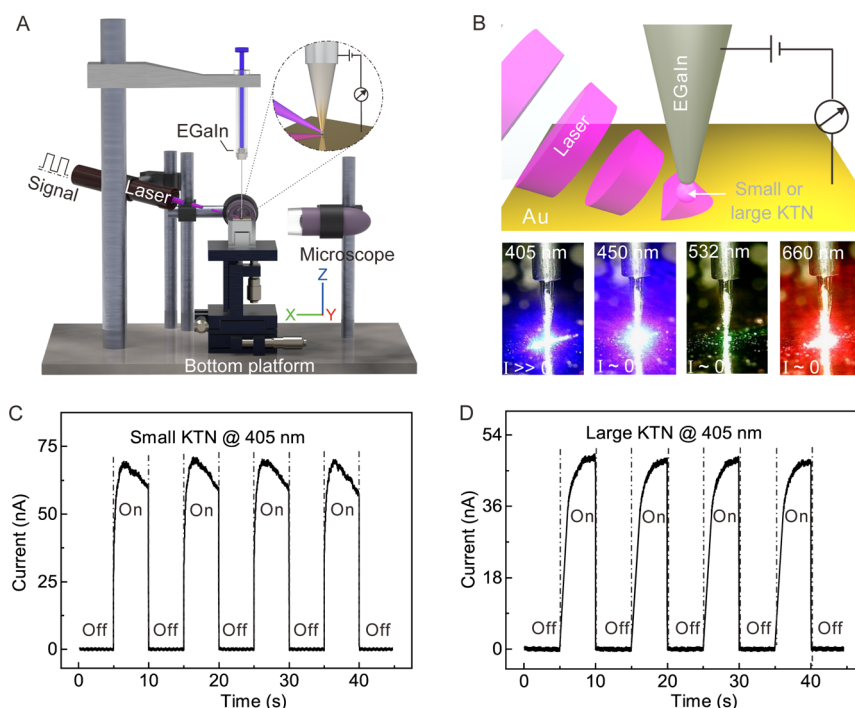 A
EGaIn
Signal
Laser
Microscope
Z
X
Y
Bottom platform
B
EGaIn
Laser
Small or
large KTN
Au
405 nm
450 nm
532 nm
660 nm
I ~ 0
I ~ 0
I ~ 0
C
Small KTN @ 405 nm
75
50
25
0
Current (nA)
On
On
On
On
Off
Off
Off
Off
Off
0
10
20
30
40
Time (s)
D
Large KTN @ 405 nm
54
36
18
0
Current (nA)
On
On
On
On
Off
Off
Off
Off
Off
0
10
20
30
40
Time (s)